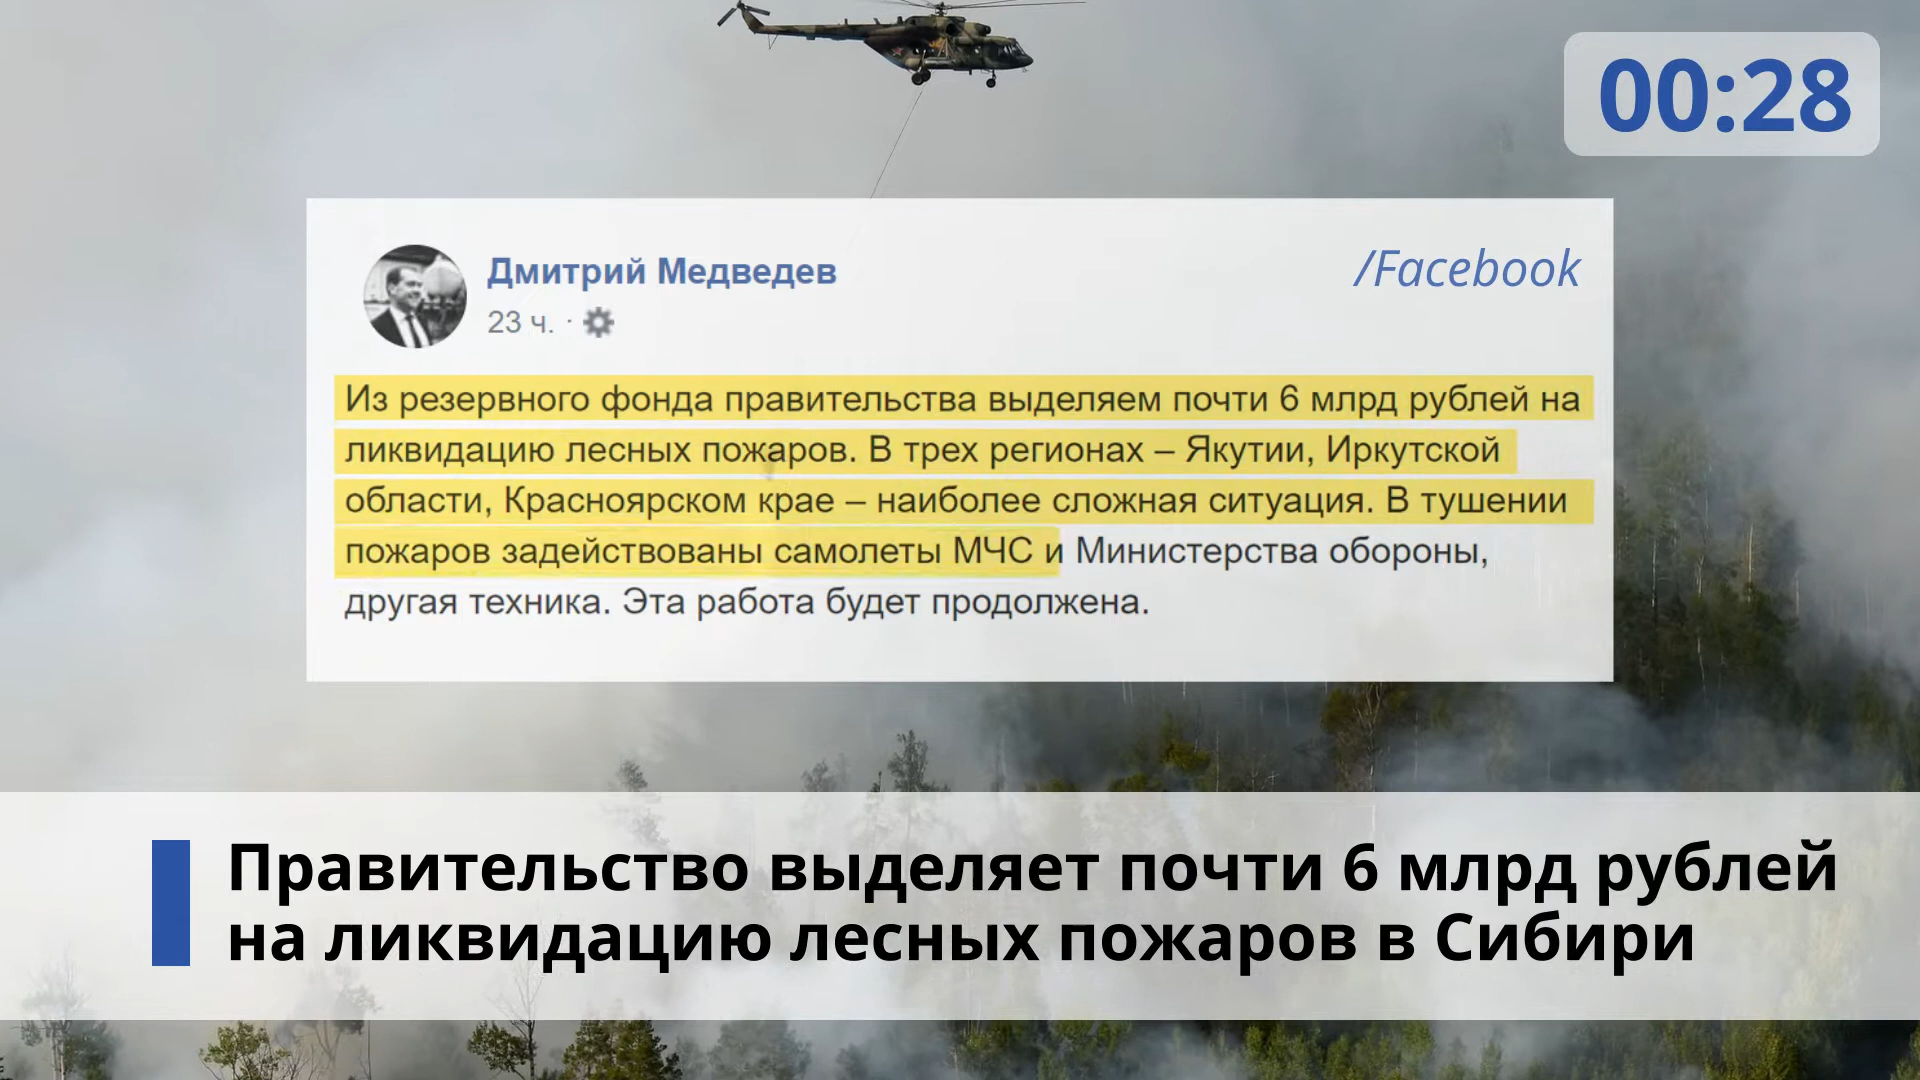 00:28
Дмитрий Медведев
/Facebook
23 ч. ·
Из резервного фонда правительства выделяем почти 6 млрд рублей на
ликвидацию лесных пожаров. В трех регионах – Якутии, Иркутской
области, Красноярском крае – наиболее сложная ситуация. В тушении
пожаров задействованы самолеты МЧС и Министерства обороны,
другая техника. Эта работа будет продолжена.
Правительство выделяет почти 6 млрд рублей
на ликвидацию лесных пожаров в Сибири